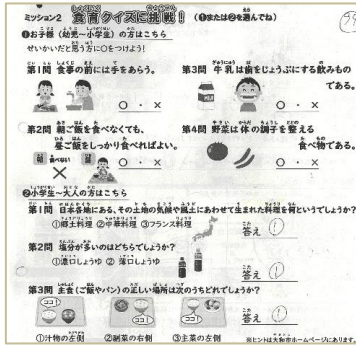 ミッション2 食育クイズに挑戦! (❶または❷を選んでね)
❶お子様(幼児～小学生)の方はこちら
せいかいだと思う方に○をつけよう!
第1問 食事の前には手をあらう。
○ ・ ×
第2問 朝ご飯を食べなくても、
昼ご飯をしっかり食べればよい。
朝 食べない
○ ・ ×
第3問 牛乳は歯をじょうぶにする飲みもの
である。
○ ・ ×
第4問 野菜は体の調子を整える
食べ物である。
○ ・ ×
❷小学生～大人の方はこちら
第1問 日本各地にある、その土地の気候や風土にあわせて生まれた料理を何というでしょうか?
①郷土料理 ②中華料理 ③フランス料理
答え ①
第2問 塩分が多いのはどちらでしょうか?
①濃口しょうゆ ② 薄口しょうゆ
答え ①
第3問 主食(ご飯やパン)の正しい場所は次のうちどれでしょうか?
ココ! ココ! ココ!
答え ①
①汁物の左側 ②副菜の右側 ③主菜の左側
※ヒントは大和市ホームページにあります。